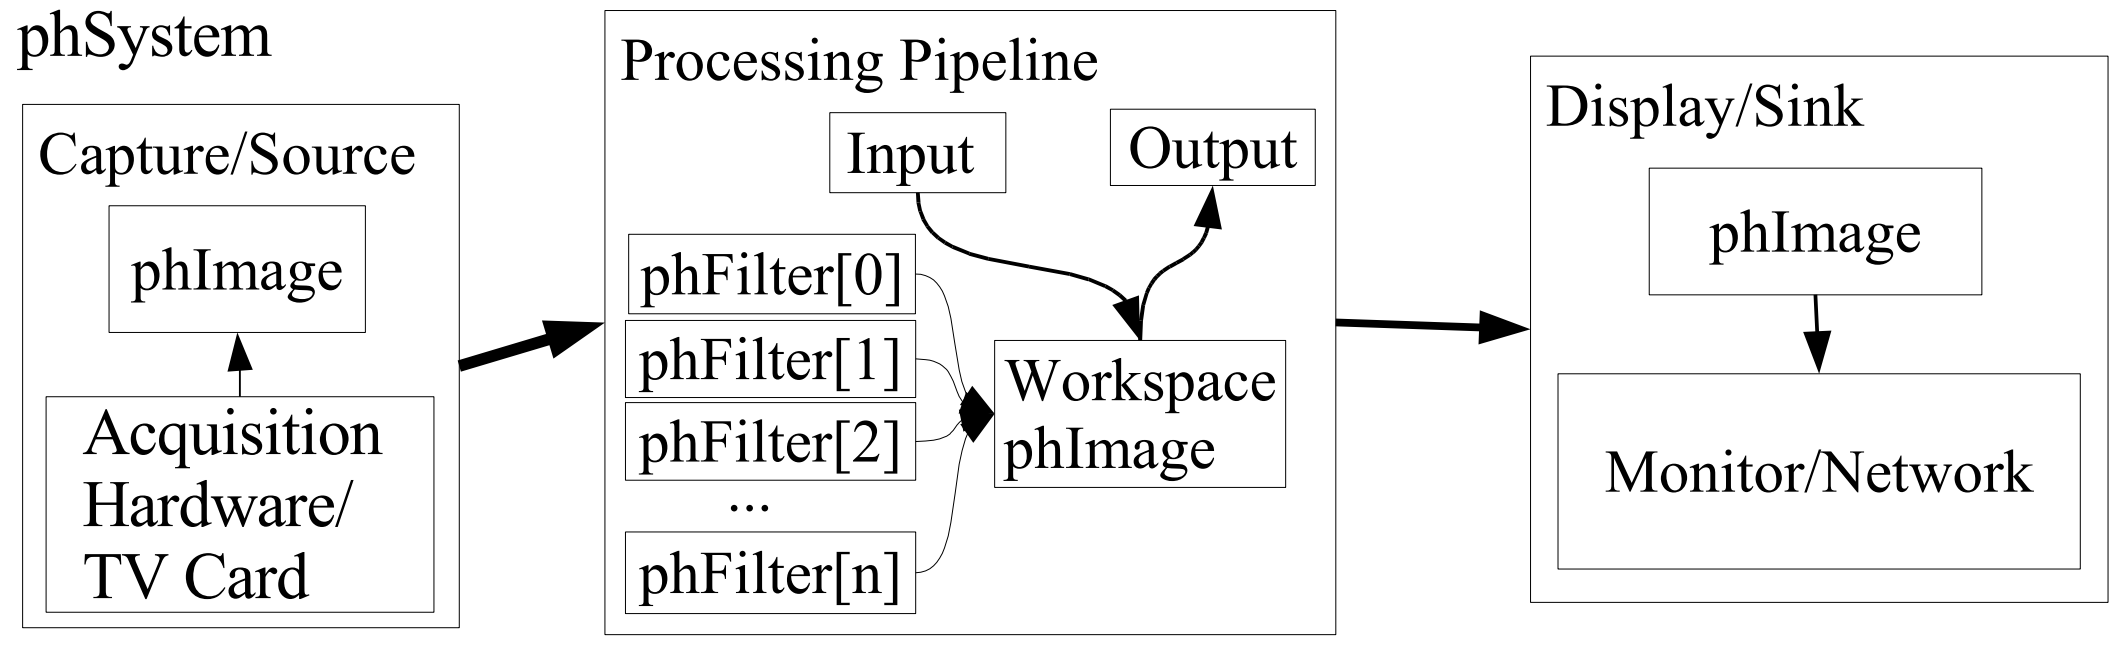 phSystem
Capture/Source
phImage
Acquisition
Hardware/
TV Card
Processing Pipeline
Input
Output
phFilter[0]
phFilter[1]
phFilter[2]
...
phFilter[n]
Workspace
phImage
Display/Sink
phImage
Monitor/Network